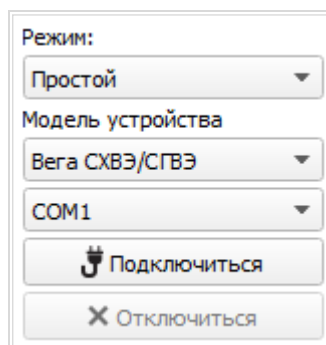 Режим:
Простой
Модель устройства
Вега СХВЭ/СГВЭ
COM1
Подключиться
Отключиться